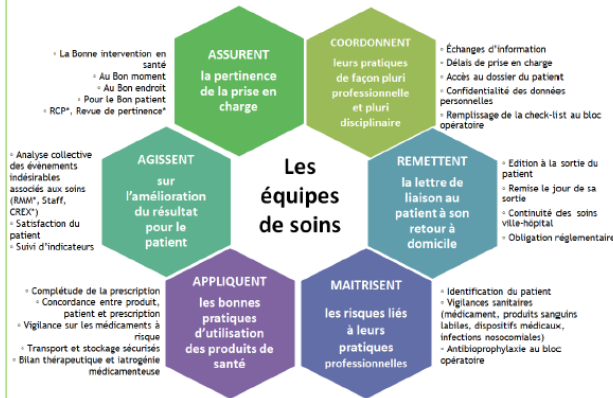 ◦ La Bonne intervention en
santé
◦ Au Bon moment
◦ Au Bon endroit
◦ Pour le Bon patient
◦ RCP*, Revue de pertinence*
ASSURENT
la pertinence
de la prise en
charge
COORDONNENT
leurs pratiques
de façon pluri
professionnelle
et pluri
disciplinaire
◦ Échanges d'information
◦ Délais de prise en charge
◦ Accès au dossier du patient
◦ Confidentialité des données
personnelles
◦ Remplissage de la check-list au bloc
opératoire
◦ Analyse collective
des évènements
indésirables
associés aux soins
(RMM*, Staff,
CREX*)
◦ Satisfaction du
patient
◦ Suivi d'indicateurs
AGISSENT
sur
l'amélioration
du résultat
pour le
patient
Les
équipes
de soins
REMETTENT
la lettre de
liaison au
patient à son
retour à
domicile
◦ Edition à la sortie du
patient
◦ Remise le jour de sa
sortie
◦ Continuité des soins
ville-hôpital
◦ Obligation réglementaire
◦ Complétude de la prescription
◦ Concordance entre produit,
patient et prescription
◦ Vigilance sur les médicaments à
risque
◦ Transport et stockage sécurisés
◦ Bilan thérapeutique et iatrogénie
médicamenteuse
APPLIQUENT
les bonnes
pratiques
d'utilisation
des produits de
santé
MAITRISENT
les risques liés
à leurs
pratiques
professionnelles
◦ Identification du patient
◦ Vigilances sanitaires
(médicament, produits sanguins
labiles, dispositifs médicaux,
infections nosocomiales)
◦ Antibioprophylaxie au bloc
opératoire